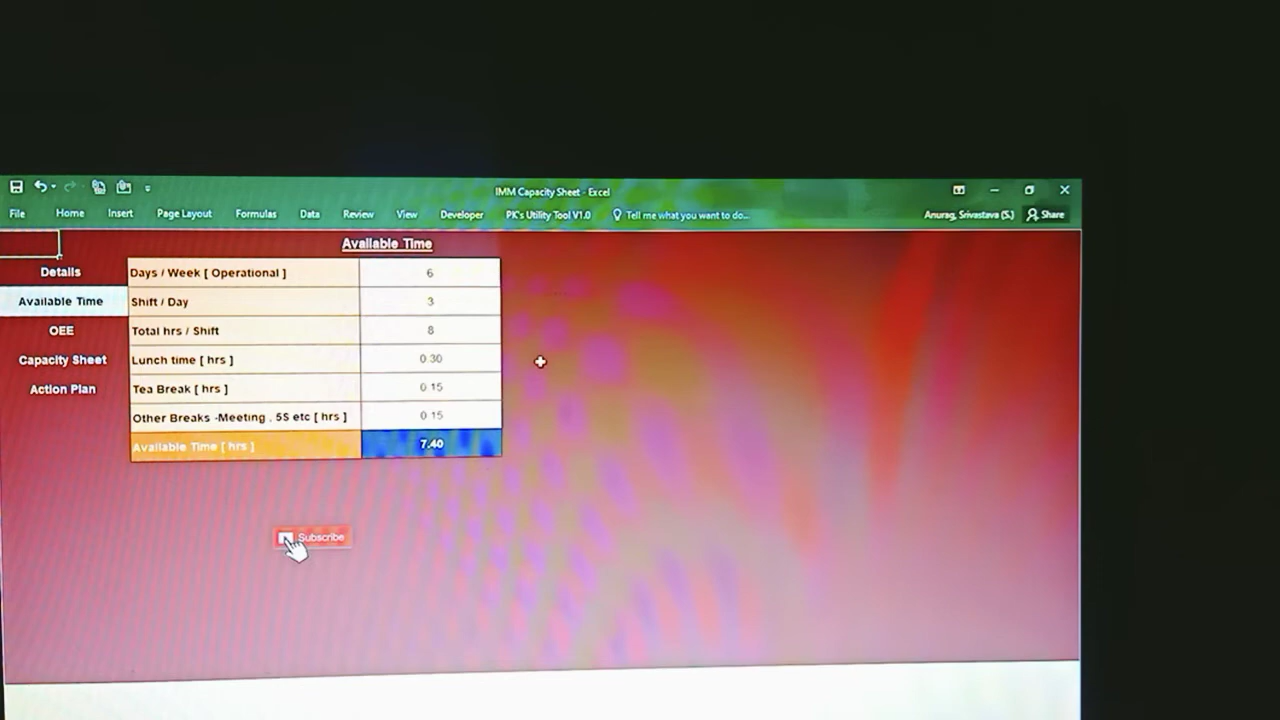 IMM Capacity Sheet - Excel
File Home Insert Page Layout Formulas Data Review View Developer PK's Utility Tool V1.0 Tell me what you want to do... Anurag, Srivastava (S.) Share
Available Time
Details
Available Time
OEE
Capacity Sheet
Action Plan
Days / Week [ Operational ] 6
Shift / Day 3
Total hrs / Shift 8
Lunch time [ hrs ] 0.30
Tea Break [ hrs ] 0.15
Other Breaks -Meeting , 5S etc [ hrs ] 0.15
Available Time [ hrs ] 7.40
Subscribe